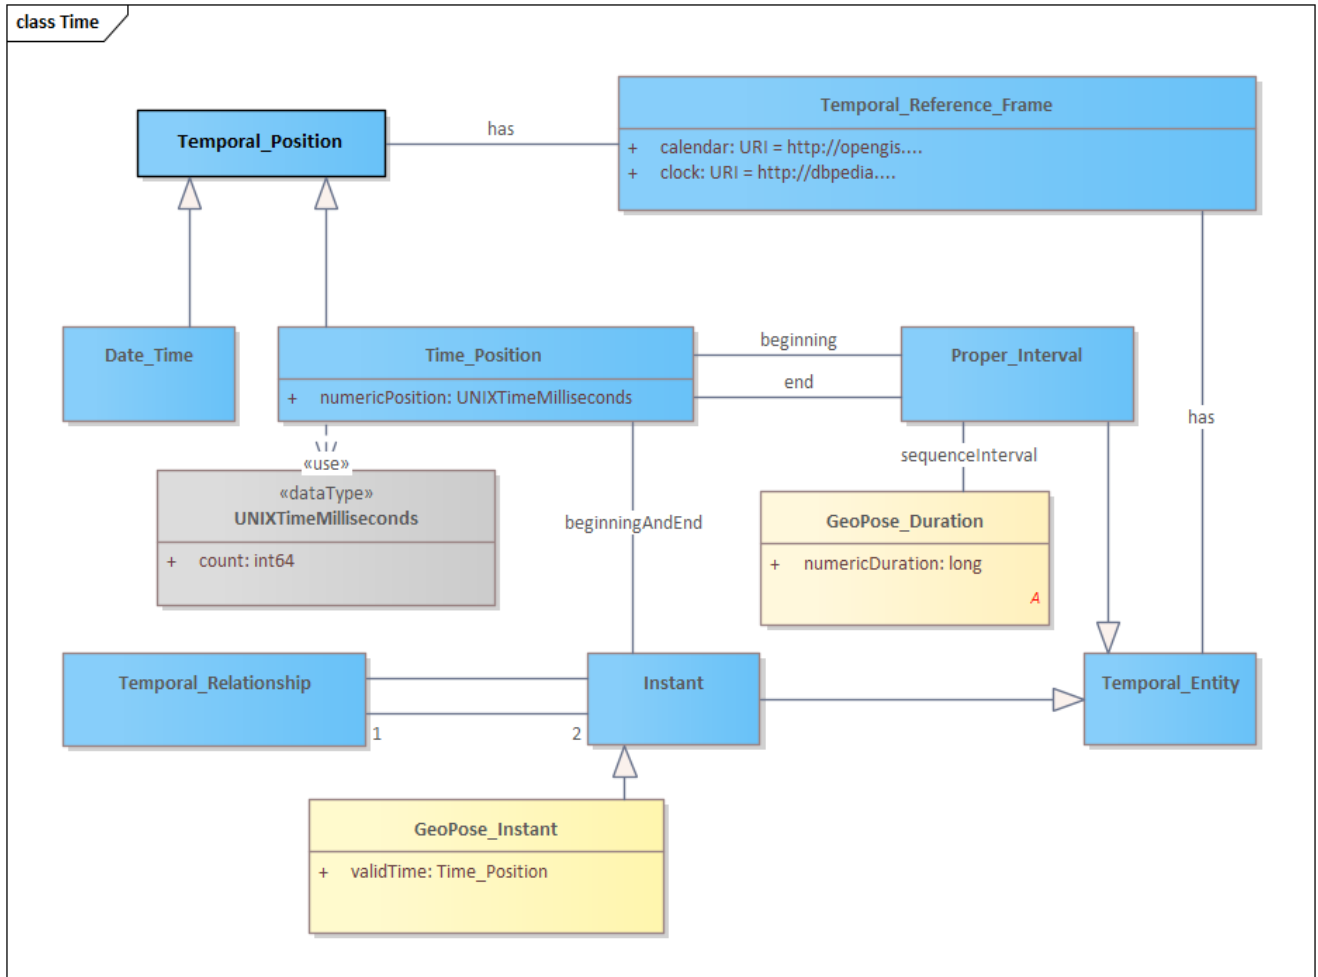 class Time
Temporal_Reference_Frame
+ calendar: URI = http://opengis....
+ clock: URI = http://dbpedia....
Temporal_Position
has
Date_Time
Time_Position
+ numericPosition: UNIXTimeMilliseconds
beginning
end
Proper_Interval
has
«use»
«dataType»
UNIXTimeMilliseconds
+ count: int64
beginningAndEnd
sequenceInterval
GeoPose_Duration
+ numericDuration: long
A
Temporal_Relationship
1
2
Instant
Temporal_Entity
GeoPose_Instant
+ validTime: Time_Position